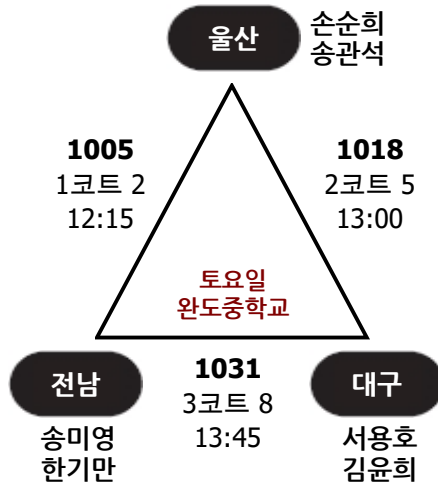 울산
손순희
송관석
1005
1코트 2
12:15
1018
2코트 5
13:00
토요일
완도중학교
전남
송미영
한기만
1031
3코트 8
13:45
대구
서용호
김윤희